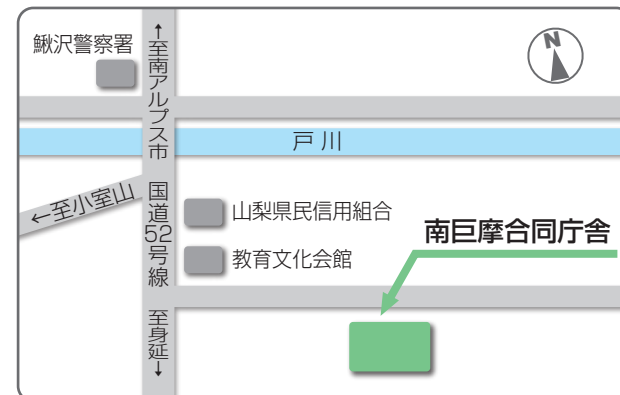 鰍沢警察署
↑至南アルプス市
N
戸川
←至小室山
国道52号線
山梨県民信用組合
南巨摩合同庁舎
教育文化会館
至身延↓